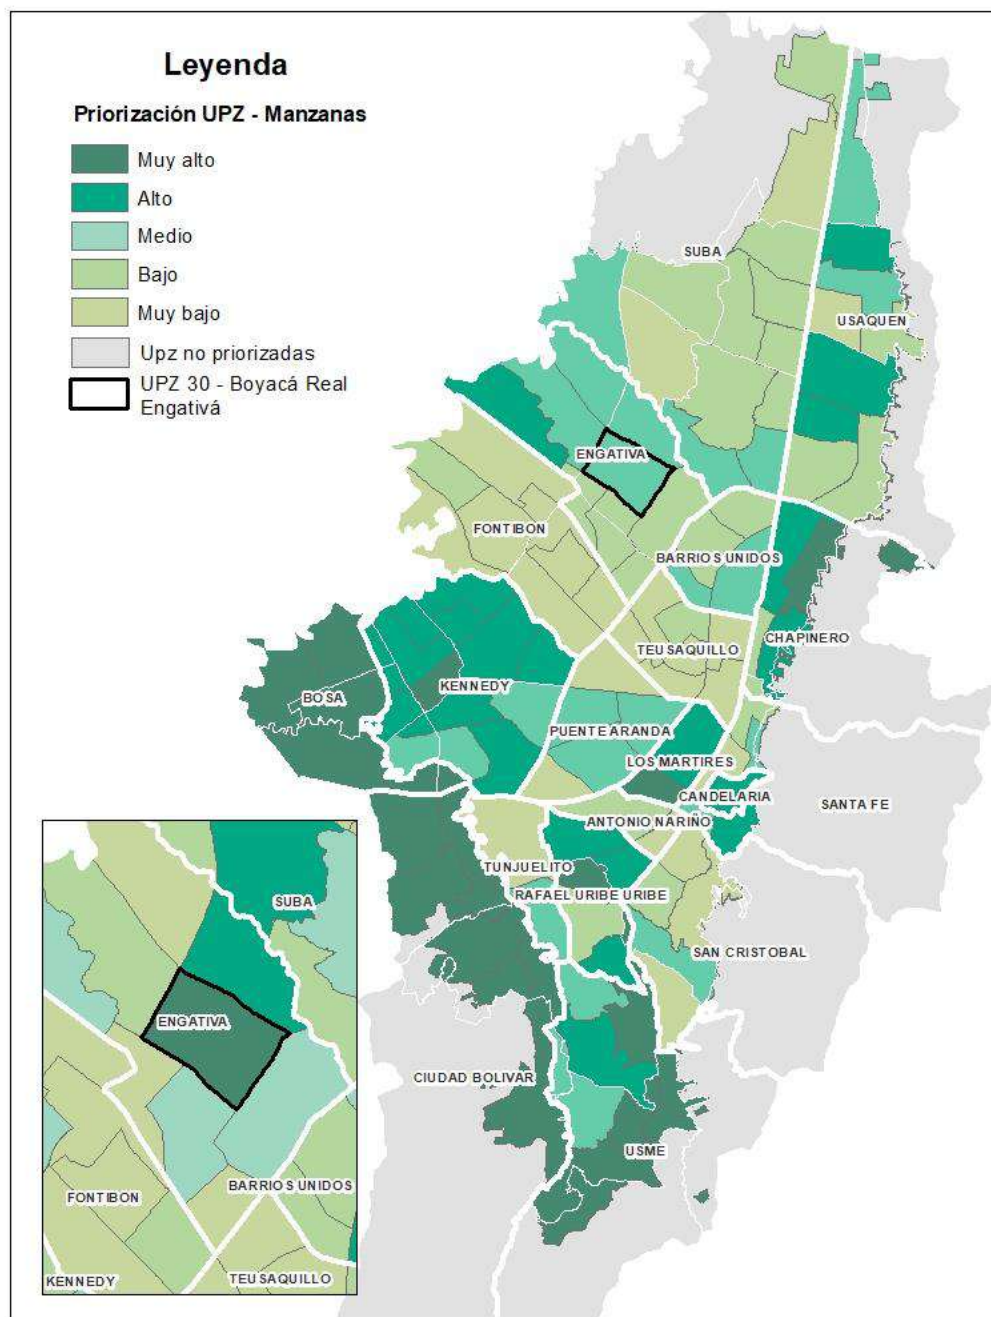 Leyenda
Priorización UPZ - Manzanas
Muy alto
Alto
Medio
Bajo
Muy bajo
Upz no priorizadas
UPZ 30 - Boyacá Real
Engativá
SUBA
USAQUEN
ENGATIVA
FONTIBON
BARRIOS UNIDOS
TEUSAQUILLO
CHAPINERO
KENNEDY
BOSA
PUENTE ARANDA
LOS MARTIRES
CANDELARIA
SANTA FE
ANTONIO NARIÑO
TUNJUELITO
RAFAEL URIBE URIBE
SAN CRISTOBAL
CIUDAD BOLIVAR
USME
SUBA
ENGATIVA
BARRIOS UNIDOS
FONTIBON
TEUSAQUILLO
KENNEDY